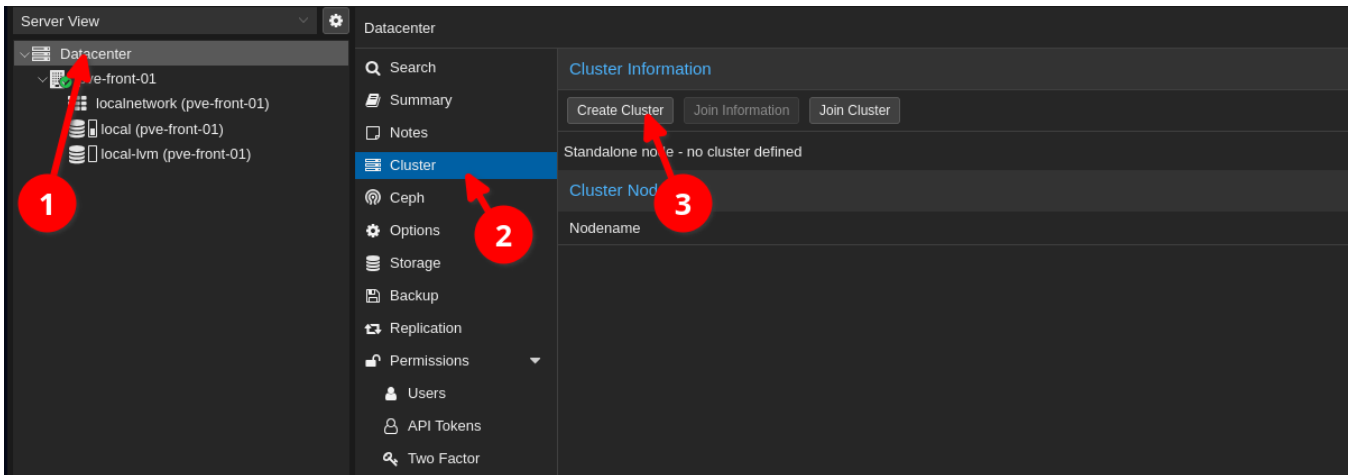 Server View
Datacenter
pve-front-01
localnetwork (pve-front-01)
local (pve-front-01)
local-lvm (pve-front-01)
1
Datacenter
Search
Summary
Notes
Cluster
Ceph
Options
Storage
Backup
Replication
Permissions
Users
API Tokens
Two Factor
2
Cluster Information
Create Cluster Join Information Join Cluster
Standalone node - no cluster defined
Cluster Nod
3
Nodename